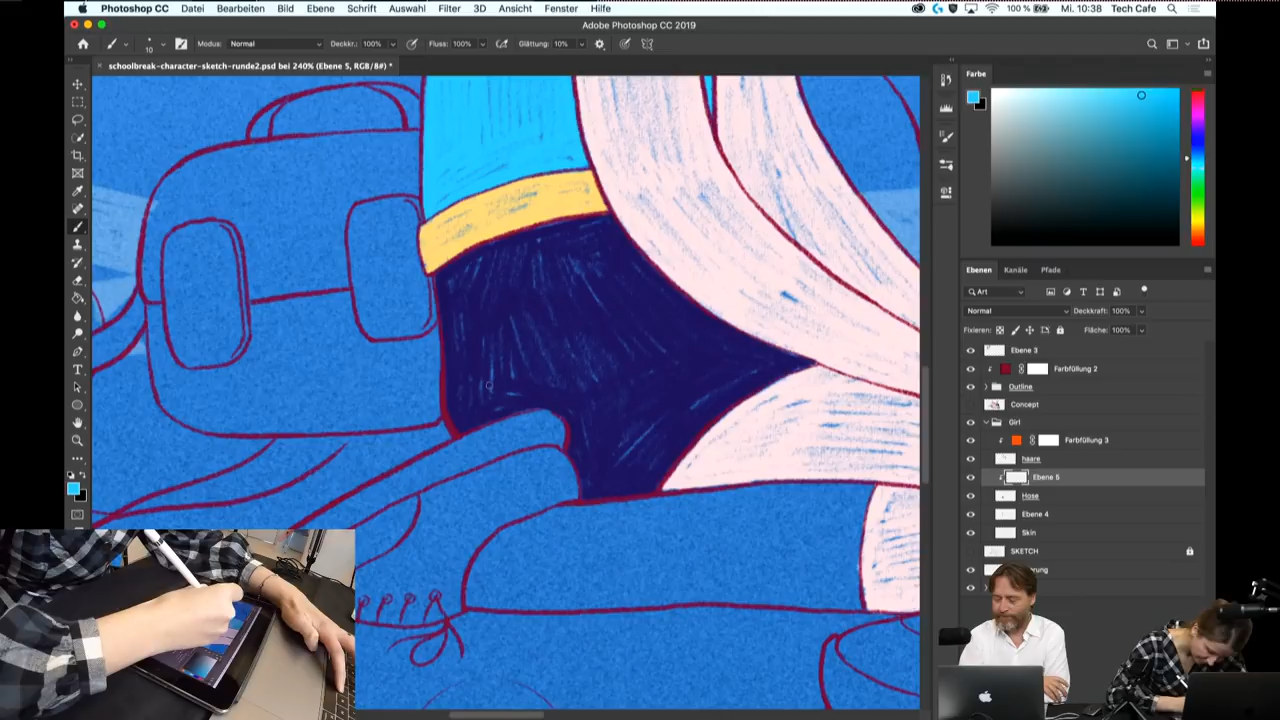 Photoshop CC Datei Bearbeiten Bild Ebene Schrift Auswahl Filter 3D Ansicht Fenster Hilfe 100 % Mi. 10:38 Tech Cafe
Adobe Photoshop CC 2019
10 Modus: Normal Deckkr.: 100% Fluss: 100% Glättung: 10%
× schoolbreak-character-sketch-runde2.psd bei 240% (Ebene 5, RGB/8#) *
Farbe
Ebenen Kanäle Pfade
Art
Normal Deckkraft: 100%
Fixieren: Fläche: 100%
Ebene 3
Farbfüllung 2
Outline
Concept
Girl
Farbfüllung 3
haare
Ebene 5
Hose
Ebene 4
Skin
SKETCH